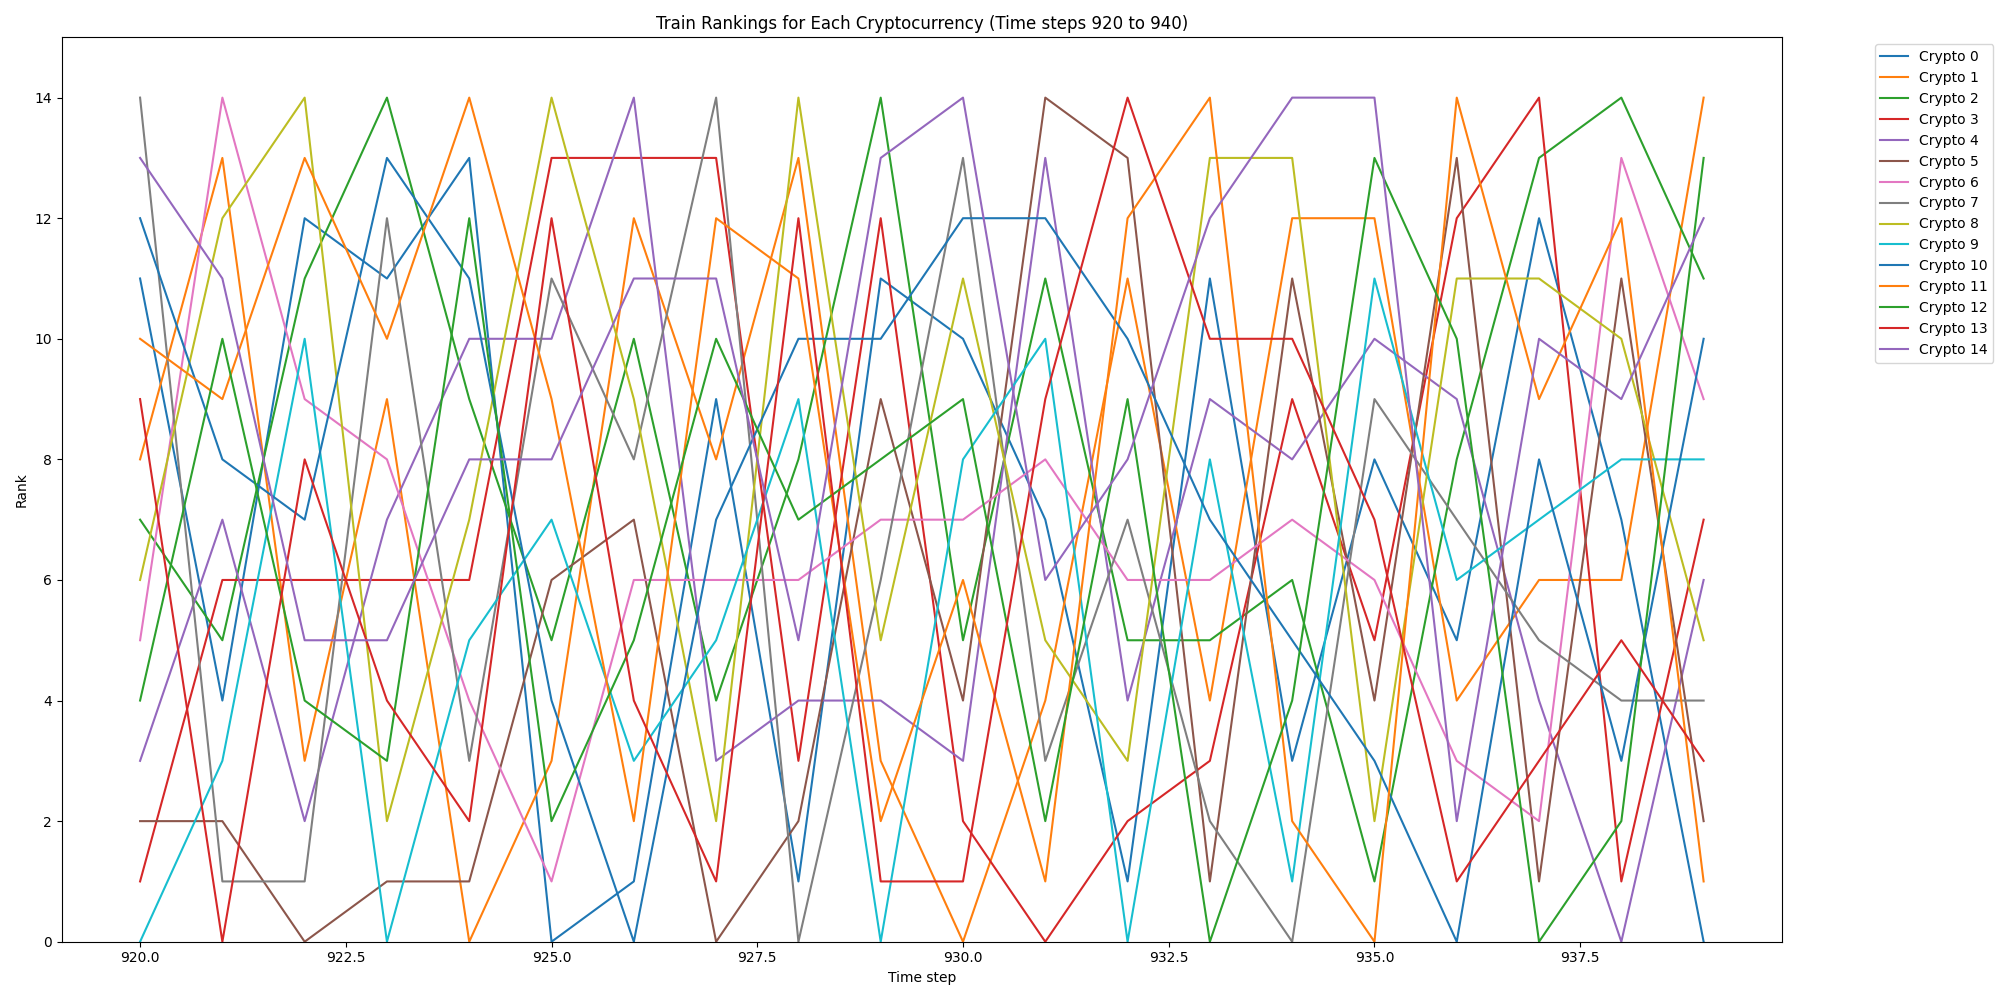 Train Rankings for Each Cryptocurrency (Time steps 920 to 940)
Rank
14
12
10
8
6
4
2
0
920.0 922.5 925.0 927.5 930.0 932.5 935.0 937.5
Time step
Crypto 0
Crypto 1
Crypto 2
Crypto 3
Crypto 4
Crypto 5
Crypto 6
Crypto 7
Crypto 8
Crypto 9
Crypto 10
Crypto 11
Crypto 12
Crypto 13
Crypto 14